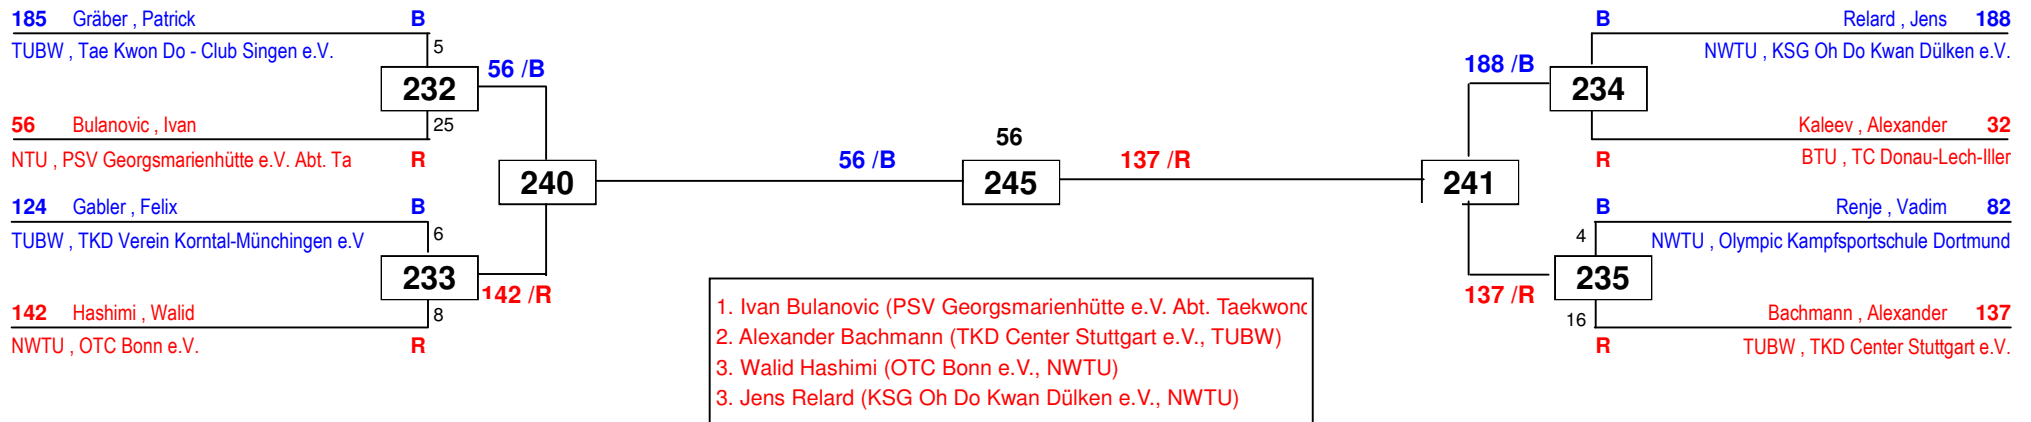 185 Gräber , Patrick B
TUBW , Tae Kwon Do - Club Singen e.V.
5
232
56 /B
25
56 Bulanovic , Ivan
NTU , PSV Georgsmarienhütte e.V. Abt. Ta R
240
124 Gabler , Felix B
TUBW , TKD Verein Korntal-Münchingen e.V
6
233
142 /R
8
142 Hashimi , Walid
NWTU , OTC Bonn e.V. R
56 /B
56
245
137 /R
1. Ivan Bulanovic (PSV Georgsmarienhütte e.V. Abt. Taekwond
2. Alexander Bachmann (TKD Center Stuttgart e.V., TUBW)
3. Walid Hashimi (OTC Bonn e.V., NWTU)
3. Jens Relard (KSG Oh Do Kwan Dülken e.V., NWTU)
B Relard , Jens 188
NWTU , KSG Oh Do Kwan Dülken e.V.
188 /B
234
Kaleev , Alexander 32
R BTU , TC Donau-Lech-Iller
241
B Renje , Vadim 82
4
NWTU , Olympic Kampfsportschule Dortmund
235
137 /R
16
Bachmann , Alexander 137
R TUBW , TKD Center Stuttgart e.V.